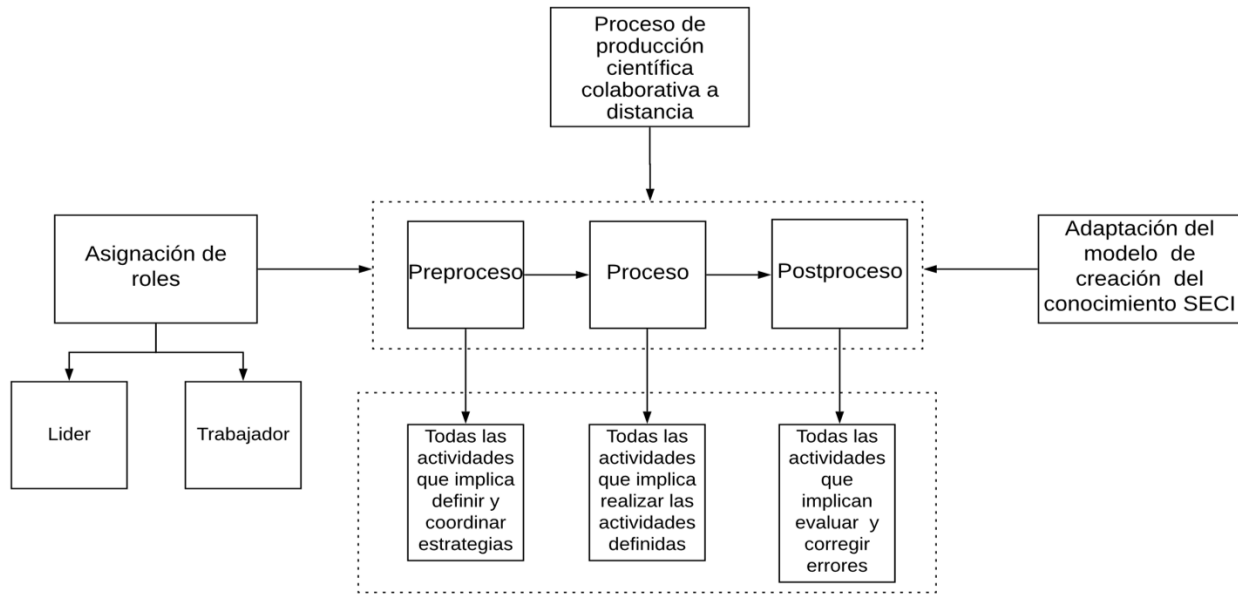 Proceso de
producción
científica
colaborativa a
distancia
Asignación de
roles
Preproceso
Proceso
Postproceso
Adaptación del
modelo de
creación del
conocimiento SECI
Lider
Trabajador
Todas las
actividades
que implica
definir y
coordinar
estrategias
Todas las
actividades
que implica
realizar las
actividades
definidas
Todas las
actividades
que
implican
evaluar y
corregir
errores